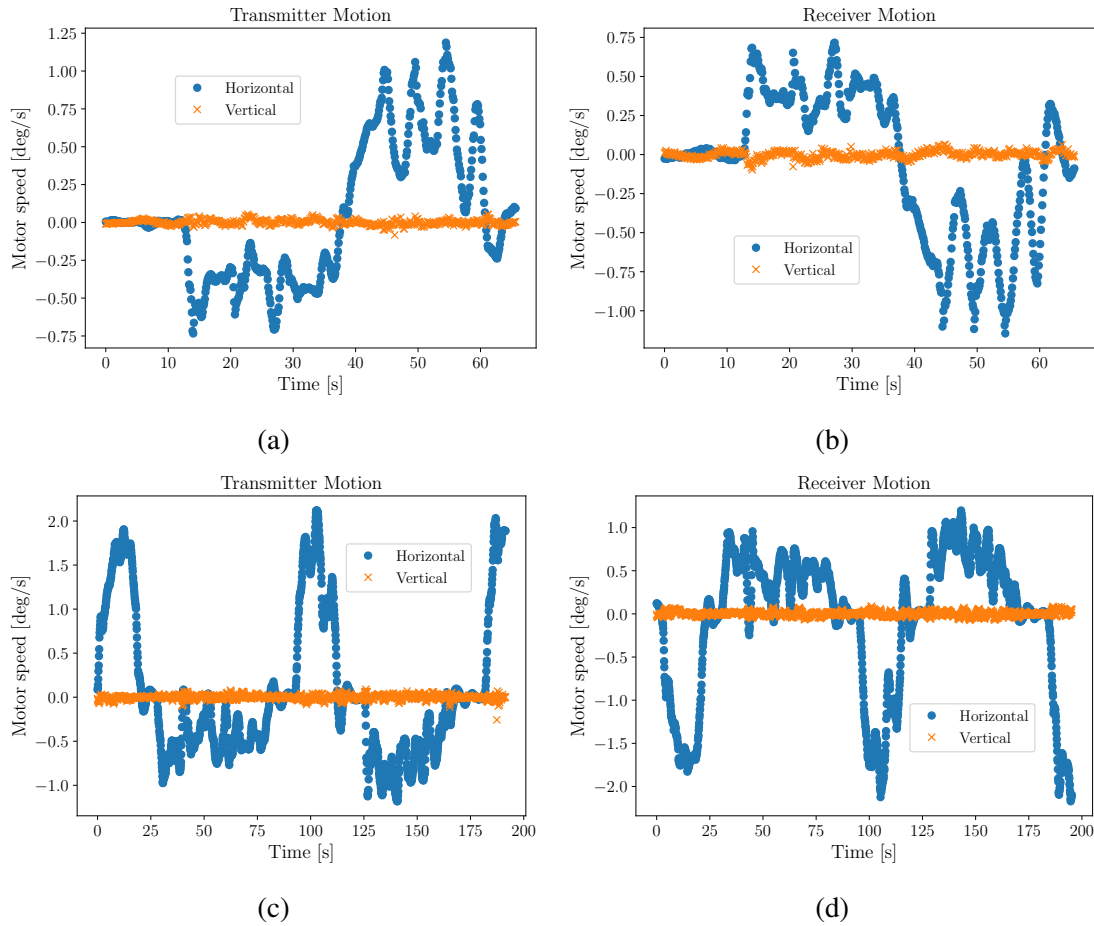 Transmitter Motion
Motor speed [deg/s]
1.25
1.00
0.75
0.50
0.25
0.00
−0.25
−0.50
−0.75
Horizontal
Vertical
0 10 20 30 40 50 60
Time [s]
(a)
Receiver Motion
Motor speed [deg/s]
0.75
0.50
0.25
0.00
−0.25
−0.50
−0.75
−1.00
Horizontal
Vertical
0 10 20 30 40 50 60
Time [s]
(b)
Transmitter Motion
Motor speed [deg/s]
2.0
1.5
1.0
0.5
0.0
−0.5
−1.0
Horizontal
Vertical
0 25 50 75 100 125 150 175 200
Time [s]
(c)
Receiver Motion
Motor speed [deg/s]
1.0
0.5
0.0
−0.5
−1.0
−1.5
−2.0
Horizontal
Vertical
0 25 50 75 100 125 150 175 200
Time [s]
(d)